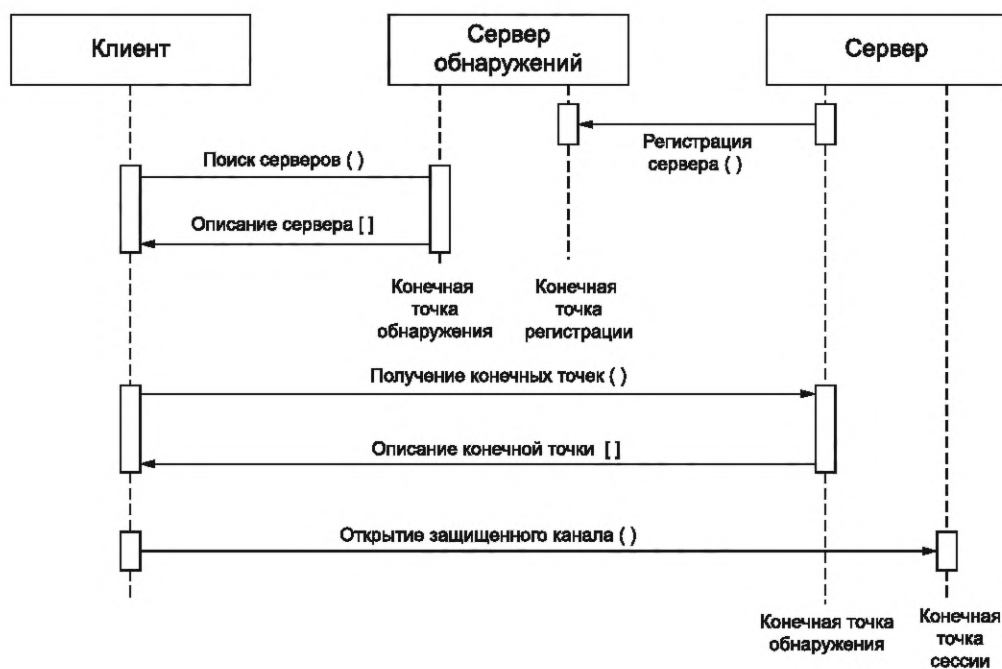 Клиент
Сервер
обнаружений
Сервер
Регистрация
сервера ( )
Поиск серверов ( )
Описание сервера [ ]
Конечная
точка
обнаружения
Конечная
точка
регистрации
Получение конечных точек ( )
Описание конечной точки [ ]
Открытие защищенного канала ( )
Конечная точка
обнаружения
Конечная
точка
сессии